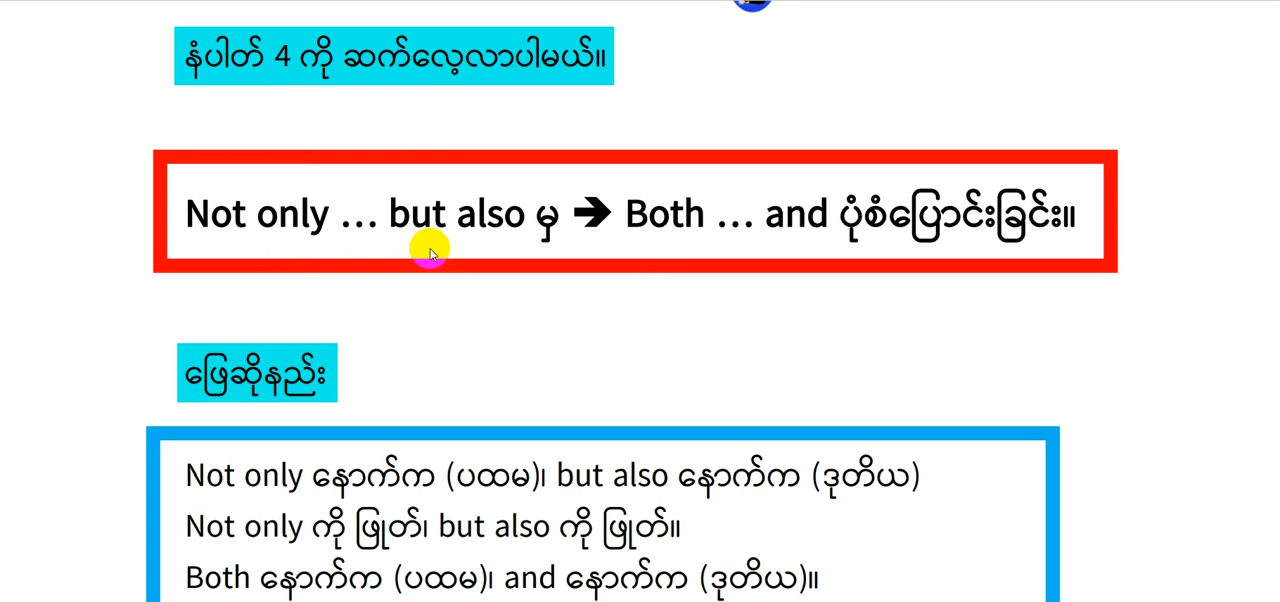 နံပါတ် 4 ကို ဆက်လေ့လာပါမယ်။
Not only ... but also မှ ➔ Both ... and ပုံစံပြောင်းခြင်း။
ဖြေဆိုနည်း
Not only နောက်က (ပထမ)၊ but also နောက်က (ဒုတိယ)
Not only ကို ဖြုတ်၊ but also ကို ဖြုတ်။
Both နောက်က (ပထမ)၊ and နောက်က (ဒုတိယ)။